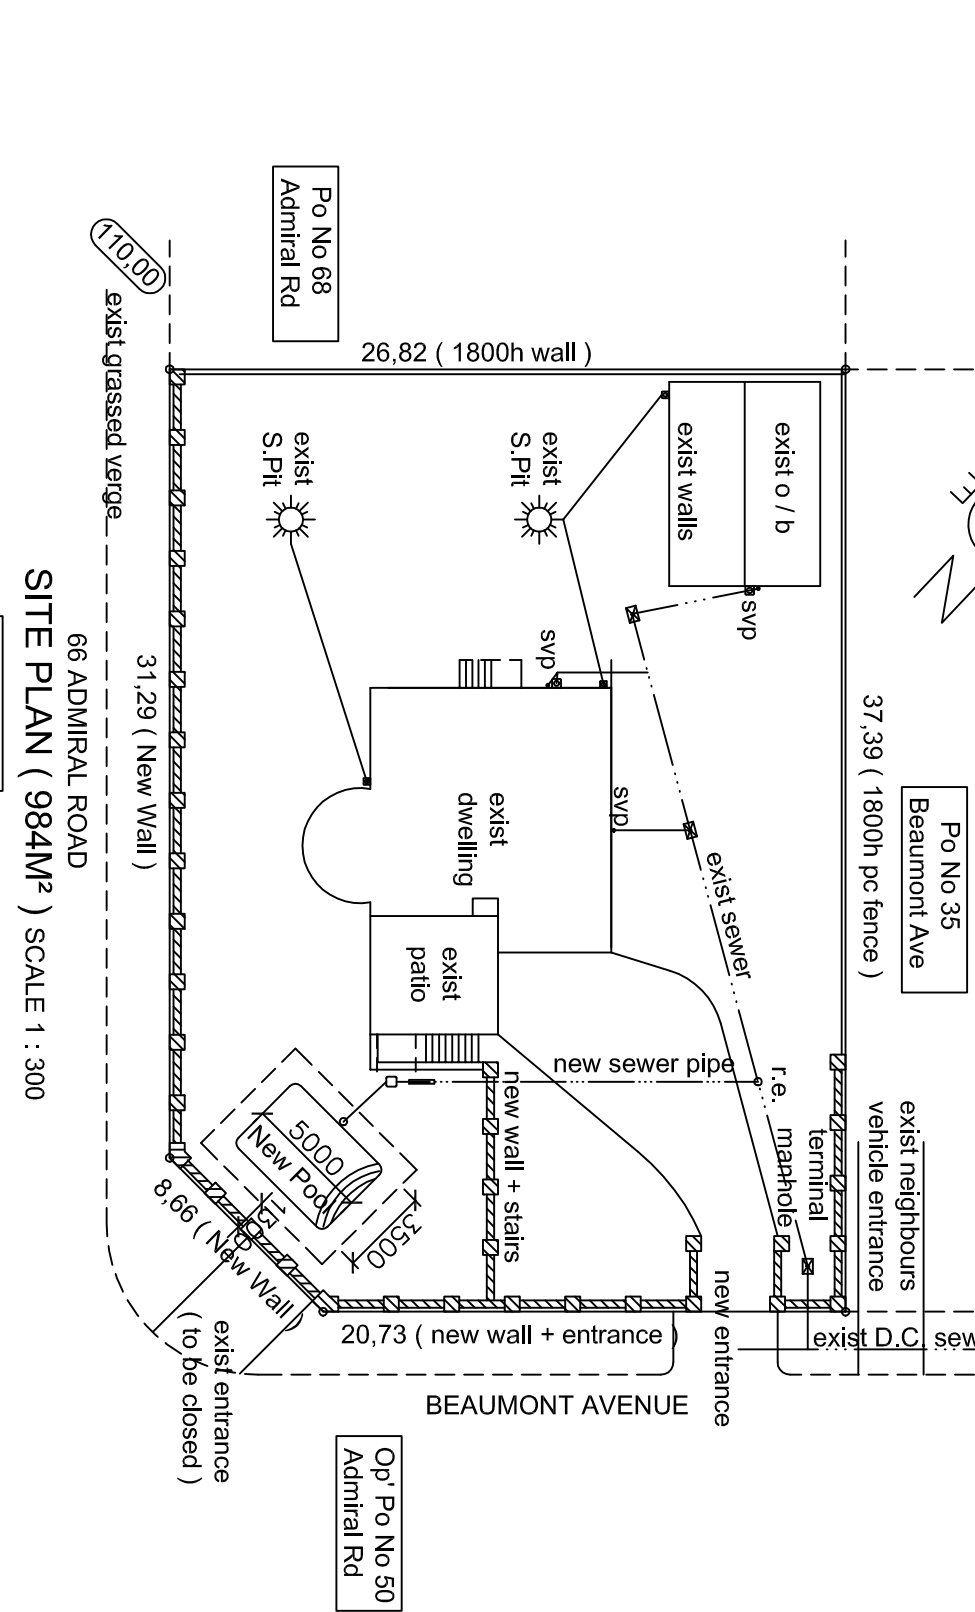 Po No 68
Admiral Rd
110,00
exist grassed verge
26,82 ( 1800h wall )
exist
S.Pit
exist
S.Pit
exist o / b
exist walls
svp
svp
svp
37,39 ( 1800h pc fence )
Po No 35
Beaumont Ave
exist
dwelling
exist
patio
exist sewer
new sewer pipe
r.e.
terminal
manhole
exist neighbours
vehicle entrance
new wall + stairs
5000
New Pool
3500
8,66 ( New Wall )
31,29 ( New Wall )
20,73 ( new wall + entrance )
new entrance
exist D.C. sew
BEAUMONT AVENUE
exist entrance
( to be closed )
Op' Po No 50
Admiral Rd
66 ADMIRAL ROAD
SITE PLAN ( 984M² ) SCALE 1 : 300